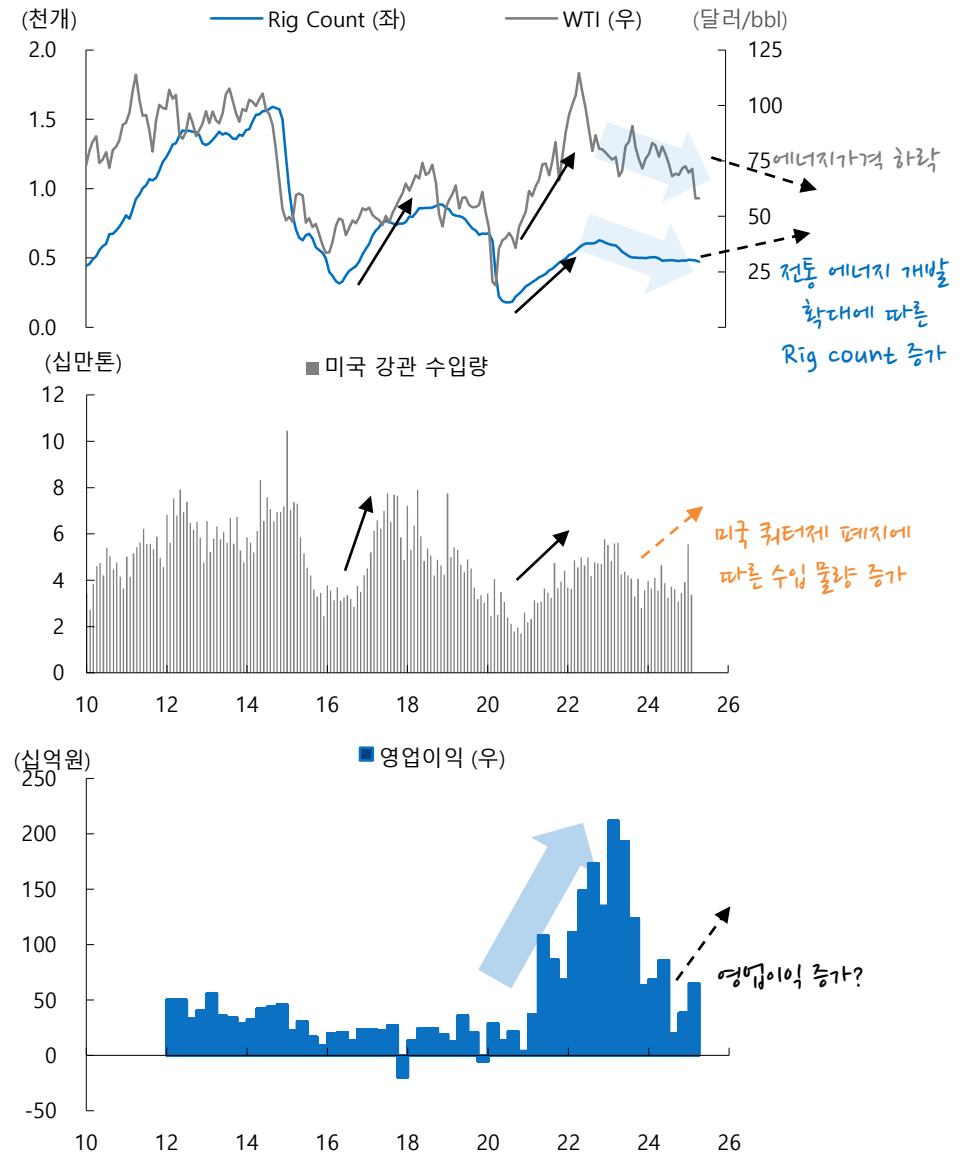 (천개) Rig Count (좌) WTI (우) (달러/bbl)
2.0 125
1.5 100
1.0 75
0.5 50
0.0 25
에너지가격 하락
전통 에너지 개발
확대에 따른
Rig count 증가
(십만톤)
미국 강관 수입량
12
10
8
6
4
2
0
미국 쿼터제 폐지에
따른 수입 물량 증가
10 12 14 16 18 20 22 24 26
(십억원)
영업이익 (우)
250
200
150
100
50
0
-50
영업이익 증가?
10 12 14 16 18 20 22 24 26